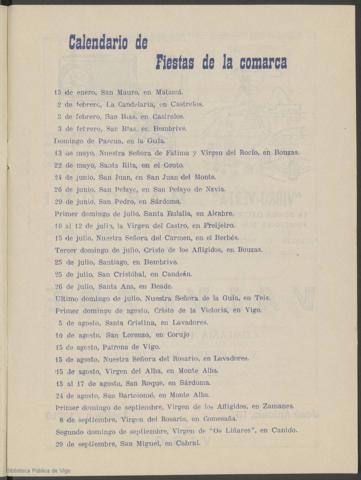 Calendario de
Fiestas de la comarca
15 de enero, San Mauro, en Matamá.
2 de febrero, La Candelaria, en Castrelos.
3 de febrero, San Blas, en Castrelos.
3 de febrero, San Blas, en Bembrive.
Domingo de Pascua, en la Guía.
13 de mayo, Nuestra Señora de Fátima y Virgen del Rocío, en Bouzas.
22 de mayo, Santa Rita, en el Couto.
24 de junio, San Juan, en San Juan del Monte.
26 de junio, San Pelayo, en San Pelayo de Navia.
29 de junio, San Pedro, en Sárdoma.
Primer domingo de julio, Santa Eulalia, en Alcabre.
10 al 12 de julio, la Virgen del Castro, en Freijeiro.
15 de julio, Nuestra Señora del Carmen, en el Berbés.
Tercer domingo de julio, Cristo de los Afligidos, en Bouzas.
25 de julio, Santiago, en Bembrive.
25 de julio, San Cristóbal, en Candeán.
26 de julio, Santa Ana, en Beade.
Ultimo domingo de julio, Nuestra Señora de la Guía, en Teis.
Primer domingo de agosto, Cristo de la Victoria, en Vigo.
5 de agosto, Santa Cristina, en Lavadores.
10 de agosto, San Lorenzo, en Corujo
15 de agosto, Patrona de Vigo.
15 de agosto, Nuestra Señora del Rosario, en Lavadores.
15 de agosto, Virgen del Alba, en Monte Alba.
15 al 17 de agosto, San Roque, en Sárdoma.
24 de agosto, San Bartolomé, en Monte Alba.
Primer domingo de septiembre, Virgen de los Afligidos, en Zamanes.
8 de septiembre, Virgen del Rosario, en Comesaña.
Segundo domingo de septiembre, Virgen de "Os Liñares", en Canido.
29 de septiembre, San Miguel, en Cabral.
Biblioteca Pública de Vigo